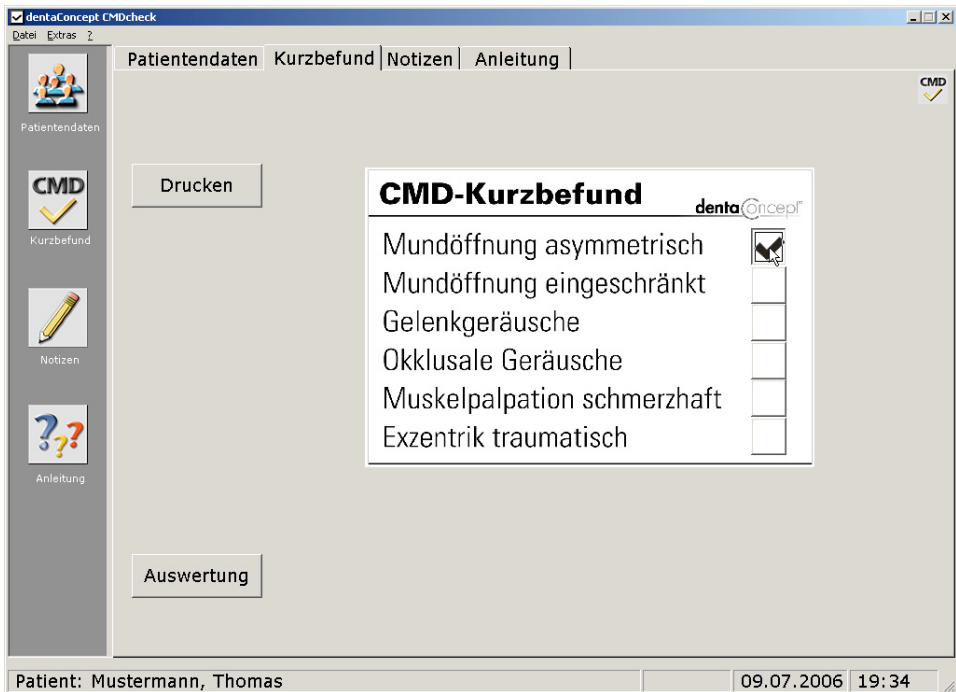 dentaConcept CMDcheck
Datei Extras ?
Patientendaten Kurzbefund Notizen Anleitung
CMD
Patientendaten
Drucken
CMD
Kurzbefund
CMD-Kurzbefund
dentaConcept
Mundöffnung asymmetrisch
Mundöffnung eingeschränkt
Gelenkgeräusche
Okklusale Geräusche
Muskelpalpation schmerzhaft
Exzentrik traumatisch
Notizen
???
Anleitung
Auswertung
Patient: Mustermann, Thomas 09.07.2006 19:34